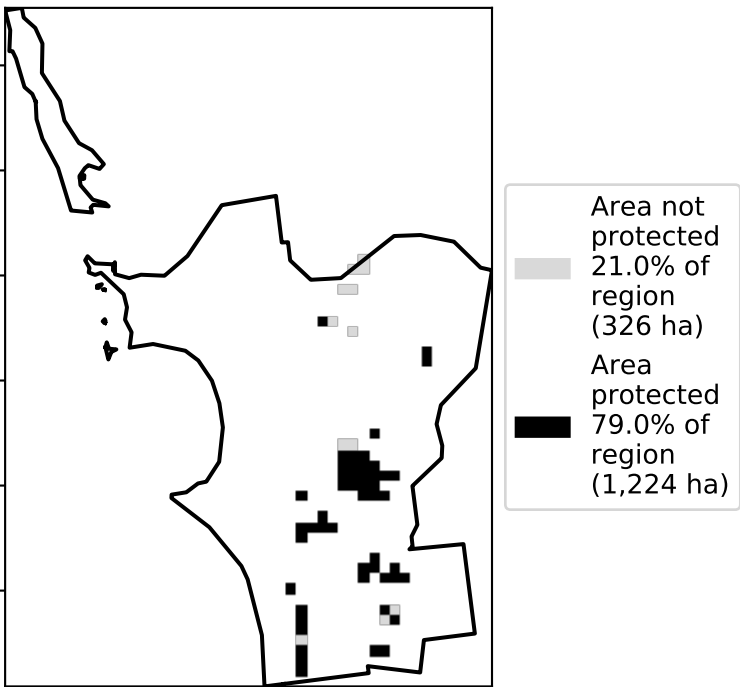 Area not
protected
21.0% of
region
(326 ha)
Area
protected
79.0% of
region
(1,224 ha)